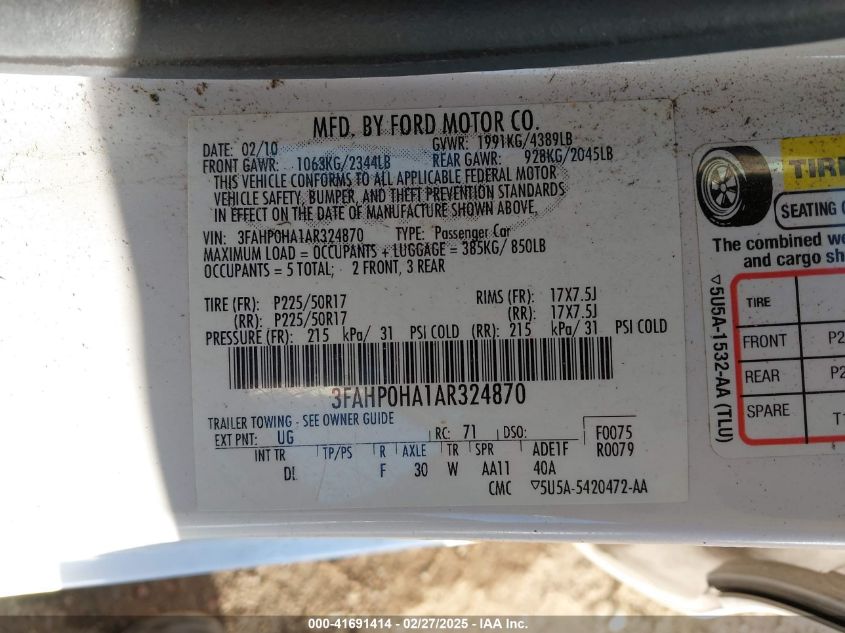 MFD. BY FORD MOTOR CO.
DATE: 02/10 GVWR: 1991KG/4389LB
FRONT GAWR: 1063KG/2344LB REAR GAWR: 928KG/2045LB
THIS VEHICLE CONFORMS TO ALL APPLICABLE FEDERAL MOTOR
VEHICLE SAFETY, BUMPER, AND THEFT PREVENTION STANDARDS
IN EFFECT ON THE DATE OF MANUFACTURE SHOWN ABOVE.
VIN: 3FAHP0HA1AR324870 TYPE: Passenger Car
MAXIMUM LOAD = OCCUPANTS + LUGGAGE = 385KG/ 850LB
OCCUPANTS = 5 TOTAL; 2 FRONT, 3 REAR
TIRE (FR): P225/50R17 RIMS (FR): 17X7.5J
(RR): P225/50R17 (RR): 17X7.5J
PRESSURE (FR): 215 kPa/ 31 PSI COLD (RR): 215 kPa/ 31 PSI COLD
3FAHP0HA1AR324870
TRAILER TOWING - SEE OWNER GUIDE
EXT PNT: UG RC: 71 DSO: F0075
INT TR TP/PS R AXLE TR SPR ADE1F R0079
F 30 W AA11 40A
CMC ▽5U5A-5420472-AA
TIRE
SEATING
The combined
and cargo
▽5U5A-1532-AA (TLU)
TIRE
FRONT
REAR
SPARE
000-41691414 - 02/27/2025 - IAA Inc.